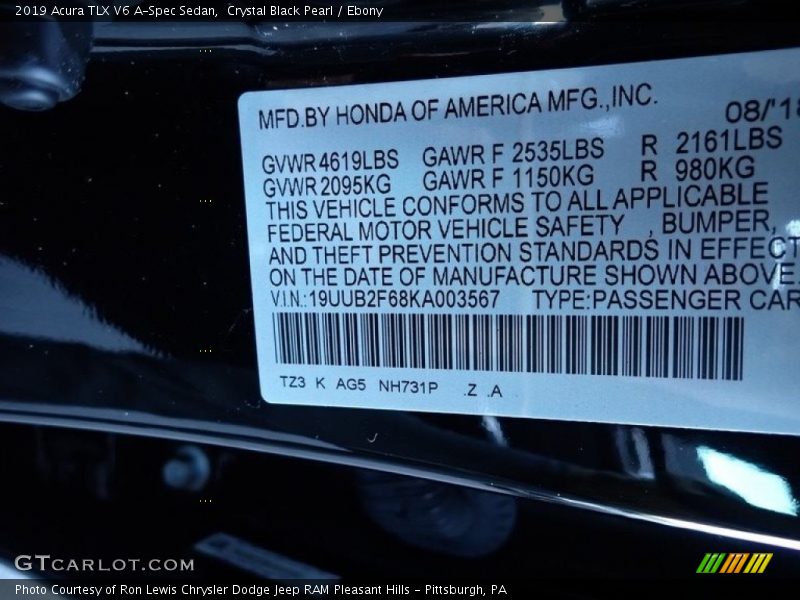 2019 Acura TLX V6 A-Spec Sedan, Crystal Black Pearl / Ebony
MFD.BY HONDA OF AMERICA MFG.,INC. 08/'18
GVWR 4619LBS GAWR F 2535LBS R 2161LBS
GVWR 2095KG GAWR F 1150KG R 980KG
THIS VEHICLE CONFORMS TO ALL APPLICABLE
FEDERAL MOTOR VEHICLE SAFETY , BUMPER,
AND THEFT PREVENTION STANDARDS IN EFFECT
ON THE DATE OF MANUFACTURE SHOWN ABOVE.
V.I.N.:19UUB2F68KA003567 TYPE:PASSENGER CAR
TZ3 K AG5 NH731P .Z .A
GTCARLOT.COM
Photo Courtesy of Ron Lewis Chrysler Dodge Jeep RAM Pleasant Hills - Pittsburgh, PA